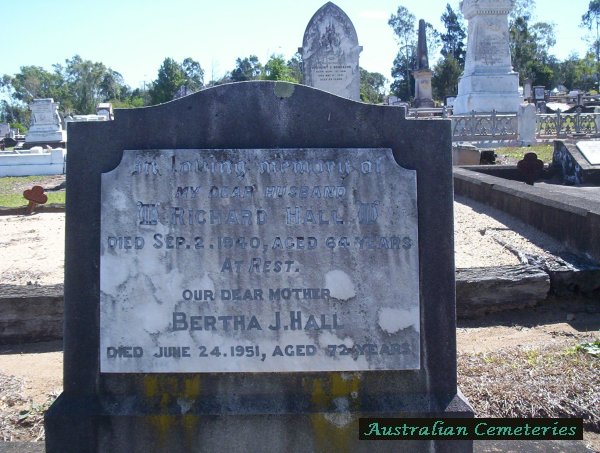 In loving memory of
MY DEAR HUSBAND
RICHARD HALL
DIED SEP. 2. 1940, AGED 64 YEARS
AT REST.
OUR DEAR MOTHER
BERTHA J. HALL
DIED JUNE 24. 1951, AGED 72 YEARS
Australian Cemeteries